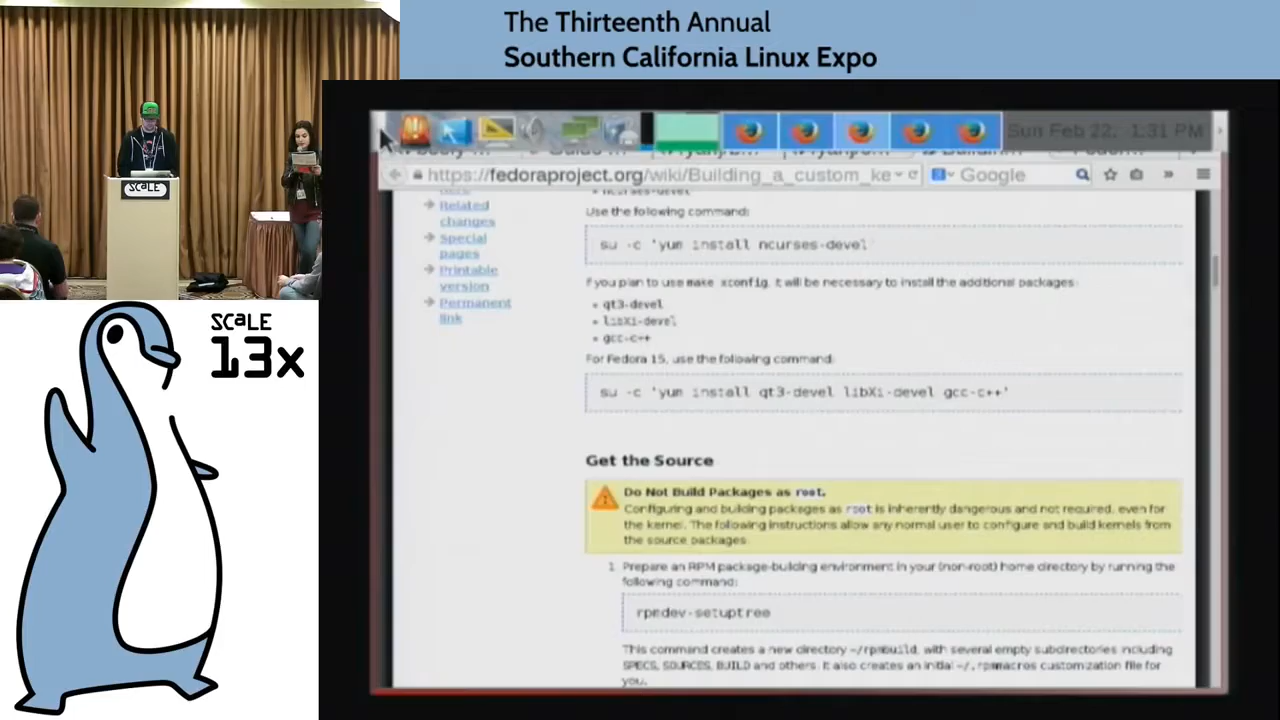 The Thirteenth Annual
Southern California Linux Expo
SCALE
SCALE
13x
Sun Feb 22, 1:31 PM
https://fedoraproject.org/wiki/Building_a_custom_ke
Google
Related
changes
Special
pages
Printable
version
Permanent
link
ncurses-devel
Use the following command:
su -c 'yum install ncurses-devel'
If you plan to use make xconfig, it will be necessary to install the additional packages:
qt3-devel
libXi-devel
gcc-c++
For Fedora 15, use the following command:
su -c 'yum install qt3-devel libXi-devel gcc-c++'
Get the Source
Do Not Build Packages as root.
Configuring and building packages as root is inherently dangerous and not required, even for
the kernel. The following instructions allow any normal user to configure and build kernels from
the source packages.
1. Prepare an RPM package-building environment in your (non-root) home directory by running the
following command:
rpmdev-setuptree
This command creates a new directory ~/rpmbuild, with several empty subdirectories including
SPECS, SOURCES, BUILD and others. It also creates an initial ~/.rpmmacros customization file for
you.